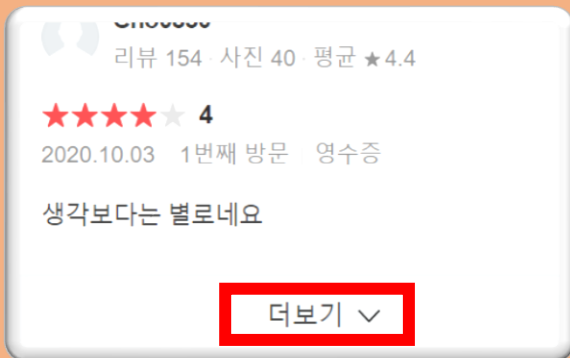 리뷰 154 · 사진 40 · 평균 ★4.4
★★★★★ 4
2020.10.03 1번째 방문 영수증
생각보다는 별로네요
더보기